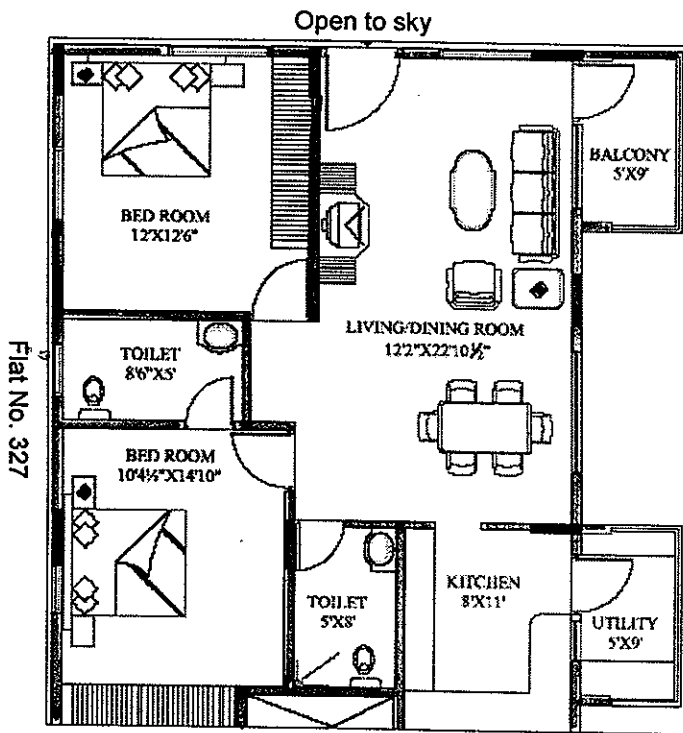 Open to sky
BALCONY
5'X9'
BED ROOM
12'X12'6"
LIVING/DINING ROOM
12'2"X22'10½"
TOILET
8'6"X5'
Flat No. 327
BED ROOM
10'4½"X14'10"
KITCHEN
8'X11'
TOILET
5'X8'
UTILITY
5'X9'